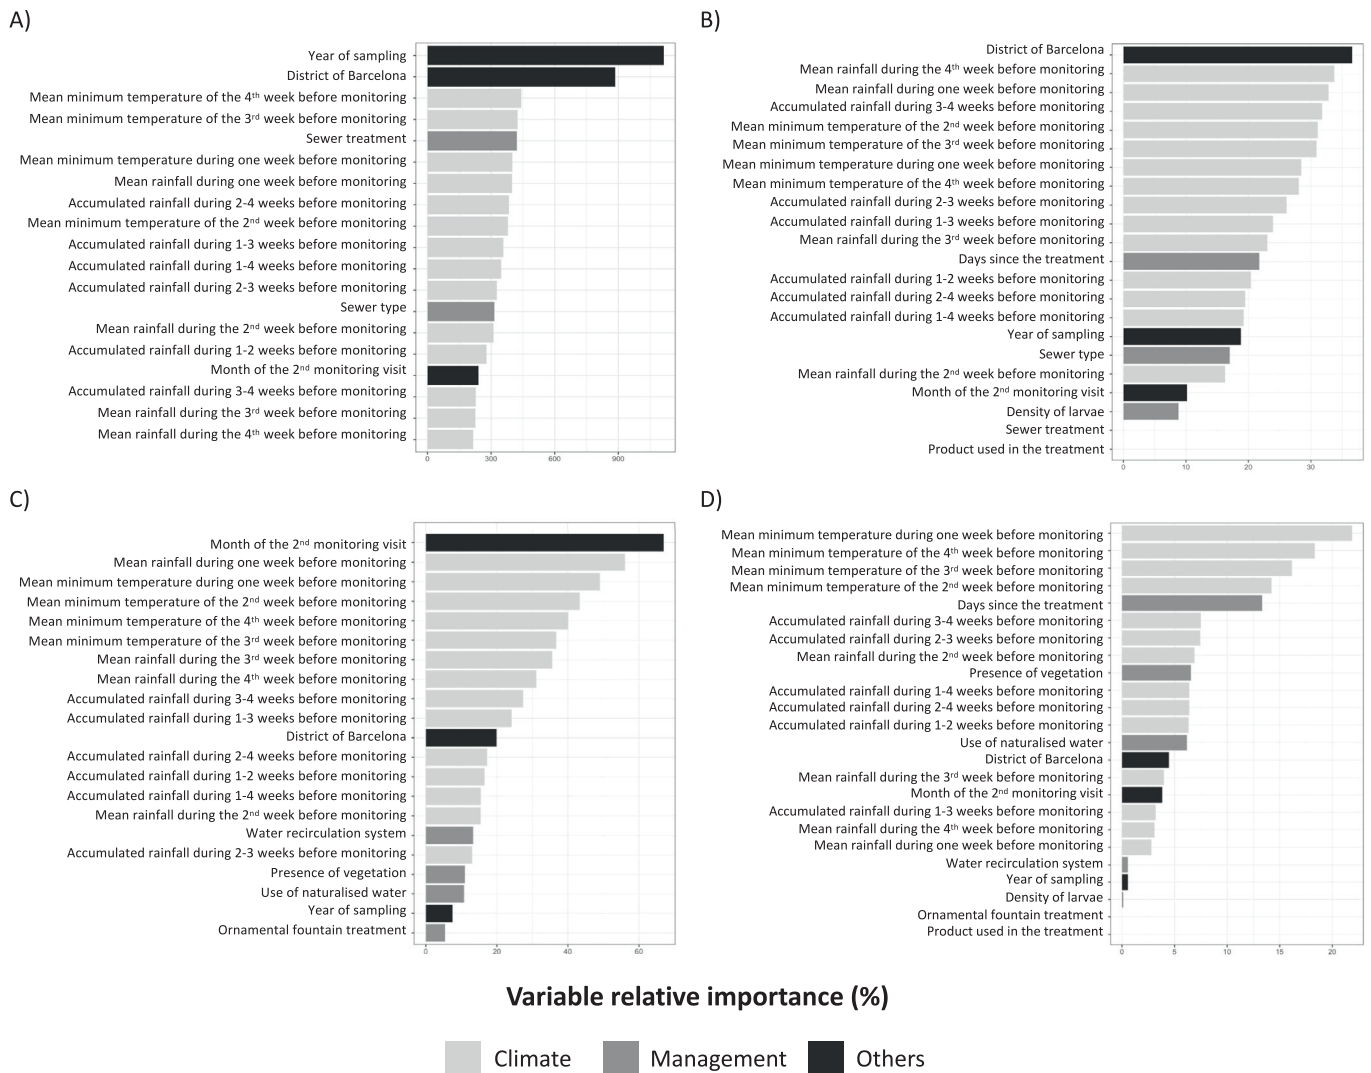 A)
Year of sampling
District of Barcelona
Mean minimum temperature of the 4th week before monitoring
Mean minimum temperature of the 3rd week before monitoring
Sewer treatment
Mean minimum temperature during one week before monitoring
Mean rainfall during one week before monitoring
Accumulated rainfall during 2-4 weeks before monitoring
Mean minimum temperature of the 2nd week before monitoring
Accumulated rainfall during 1-3 weeks before monitoring
Accumulated rainfall during 1-4 weeks before monitoring
Accumulated rainfall during 2-3 weeks before monitoring
Sewer type
Mean rainfall during the 2nd week before monitoring
Accumulated rainfall during 1-2 weeks before monitoring
Month of the 2nd monitoring visit
Accumulated rainfall during 3-4 weeks before monitoring
Mean rainfall during the 3rd week before monitoring
Mean rainfall during the 4th week before monitoring
0 300 600 900
B)
District of Barcelona
Mean rainfall during the 4th week before monitoring
Mean rainfall during one week before monitoring
Accumulated rainfall during 3-4 weeks before monitoring
Mean minimum temperature of the 2nd week before monitoring
Mean minimum temperature of the 3rd week before monitoring
Mean minimum temperature during one week before monitoring
Mean minimum temperature of the 4th week before monitoring
Accumulated rainfall during 2-3 weeks before monitoring
Accumulated rainfall during 1-3 weeks before monitoring
Mean rainfall during the 3rd week before monitoring
Days since the treatment
Accumulated rainfall during 1-2 weeks before monitoring
Accumulated rainfall during 2-4 weeks before monitoring
Accumulated rainfall during 1-4 weeks before monitoring
Year of sampling
Sewer type
Mean rainfall during the 2nd week before monitoring
Month of the 2nd monitoring visit
Density of larvae
Sewer treatment
Product used in the treatment
0 10 20 30
C)
Month of the 2nd monitoring visit
Mean rainfall during one week before monitoring
Mean minimum temperature during one week before monitoring
Mean minimum temperature of the 2nd week before monitoring
Mean minimum temperature of the 4th week before monitoring
Mean minimum temperature of the 3rd week before monitoring
Mean rainfall during the 3rd week before monitoring
Mean rainfall during the 4th week before monitoring
Accumulated rainfall during 3-4 weeks before monitoring
Accumulated rainfall during 1-3 weeks before monitoring
District of Barcelona
Accumulated rainfall during 2-4 weeks before monitoring
Accumulated rainfall during 1-2 weeks before monitoring
Accumulated rainfall during 1-4 weeks before monitoring
Mean rainfall during the 2nd week before monitoring
Water recirculation system
Accumulated rainfall during 2-3 weeks before monitoring
Presence of vegetation
Use of naturalised water
Year of sampling
Ornamental fountain treatment
0 20 40 60
D)
Mean minimum temperature during one week before monitoring
Mean minimum temperature of the 4th week before monitoring
Mean minimum temperature of the 3rd week before monitoring
Mean minimum temperature of the 2nd week before monitoring
Days since the treatment
Accumulated rainfall during 3-4 weeks before monitoring
Accumulated rainfall during 2-3 weeks before monitoring
Mean rainfall during the 2nd week before monitoring
Presence of vegetation
Accumulated rainfall during 1-4 weeks before monitoring
Accumulated rainfall during 2-4 weeks before monitoring
Accumulated rainfall during 1-2 weeks before monitoring
Use of naturalised water
District of Barcelona
Mean rainfall during the 3rd week before monitoring
Month of the 2nd monitoring visit
Accumulated rainfall during 1-3 weeks before monitoring
Mean rainfall during the 4th week before monitoring
Mean rainfall during one week before monitoring
Water recirculation system
Year of sampling
Density of larvae
Ornamental fountain treatment
Product used in the treatment
0 5 10 15 20
Variable relative importance (%)
Climate Management Others